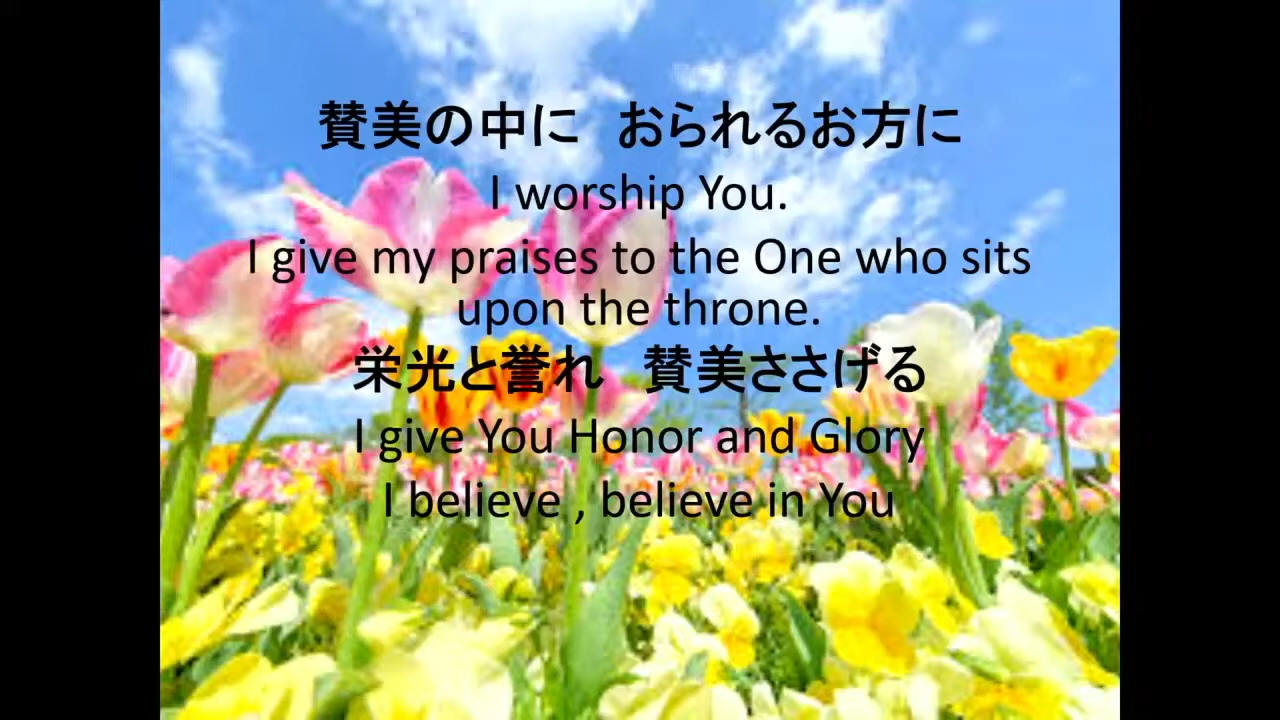 賛美の中に　おられるお方に
I worship You.
I give my praises to the One who sits
upon the throne.
栄光と誉れ　賛美ささげる
I give You Honor and Glory
I believe , believe in You